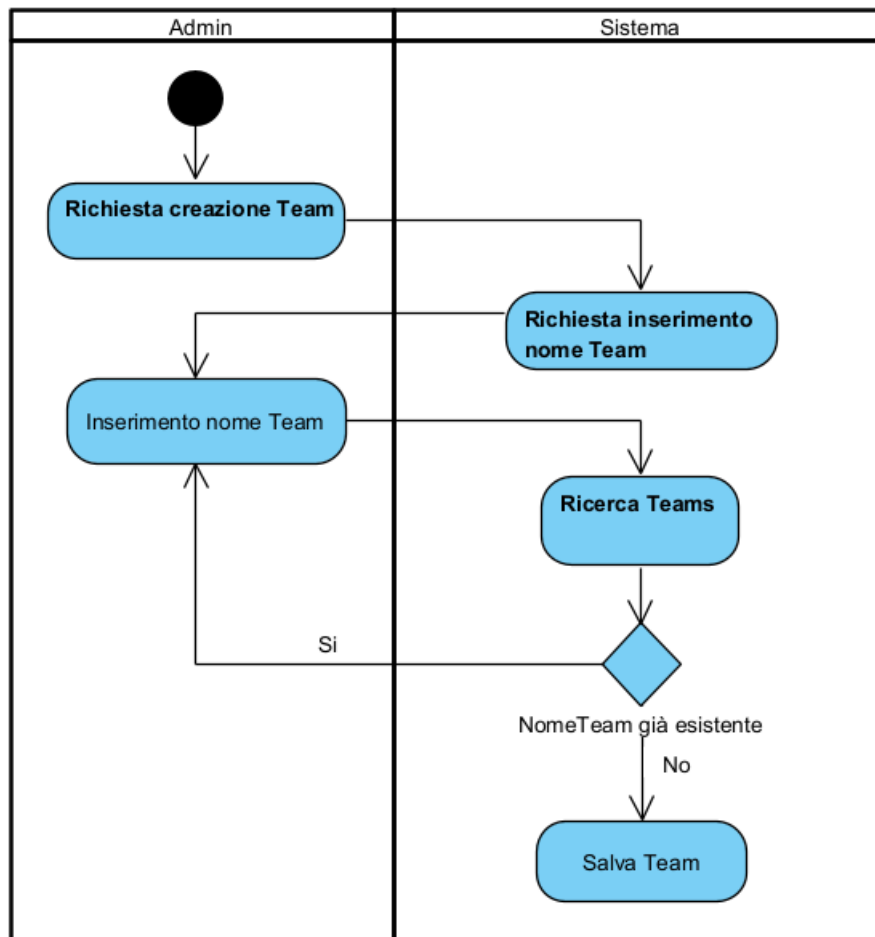 Admin
Sistema
Richiesta creazione Team
Richiesta inserimento
nome Team
Inserimento nome Team
Ricerca Teams
Si
NomeTeam già esistente
No
Salva Team